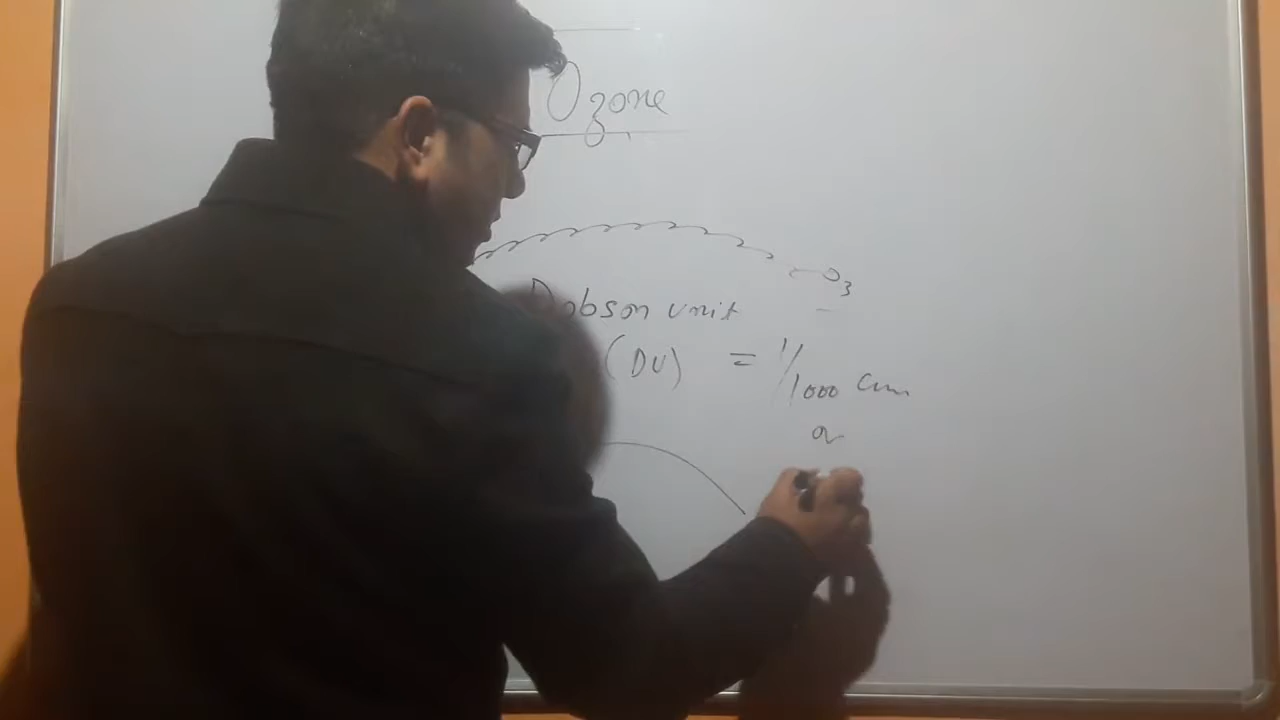 Ozone
O3
Dobson unit
(DU) = 1/1000 cm
or